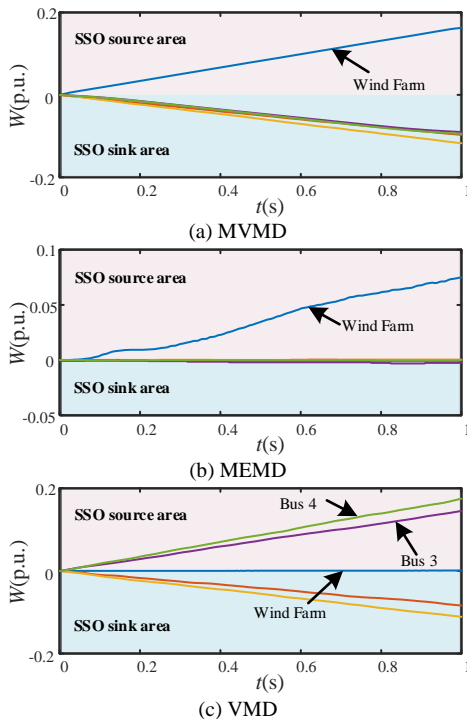 0.2
SSO source area
Wind Farm
W(p.u.)
0
SSO sink area
-0.2
0 0.2 0.4 0.6 0.8 1
t(s)
(a) MVMD
0.1
SSO source area
0.05
Wind Farm
W(p.u.)
0
SSO sink area
-0.05
0 0.2 0.4 0.6 0.8 1
t(s)
(b) MEMD
0.2
Bus 4
SSO source area
Bus 3
W(p.u.)
0
Wind Farm
SSO sink area
-0.2
0 0.2 0.4 0.6 0.8 1
t(s)
(c) VMD